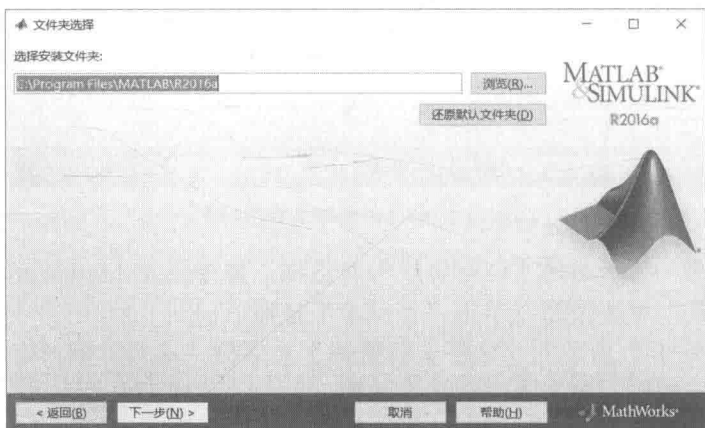 文件夹选择
选择安装文件夹:
C:\Program Files\MATLAB\R2016a
浏览(R)...
还原默认文件夹(D)
MATLAB®
&SIMULINK®
R2016a
< 返回(B)
下一步(N) >
取消
帮助(H)
MathWorks®